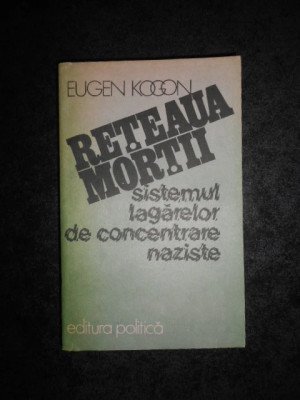 EUGEN KOGON
REȚEAUA
MORȚII
sistemul
lagărelor
de concentrare
naziste
editura politică